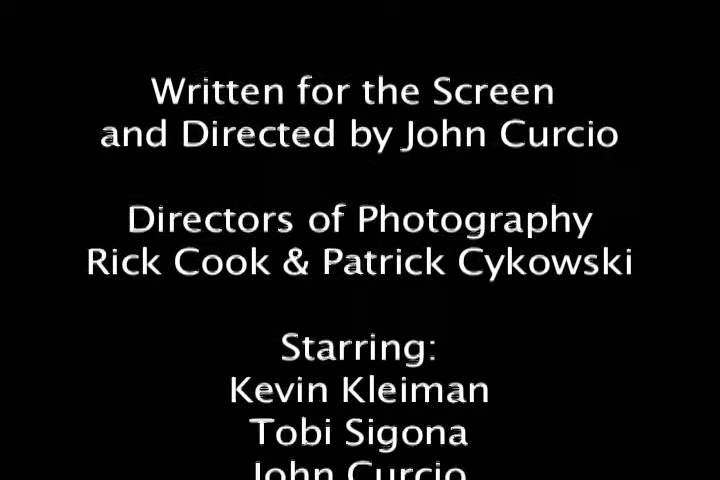 Written for the Screen
and Directed by John Curcio
Directors of Photography
Rick Cook & Patrick Cykowski
Starring:
Kevin Kleiman
Tobi Sigona
John Curcio